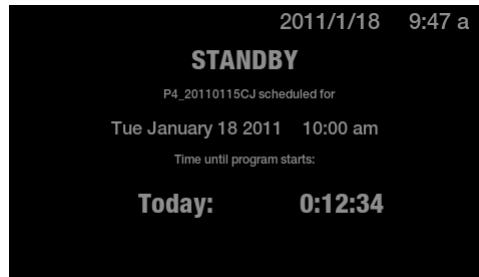 2011/1/18 9:47 a
STANDBY
P4_20110115CJ scheduled for
Tue January 18 2011 10:00 am
Time until program starts:
Today: 0:12:34